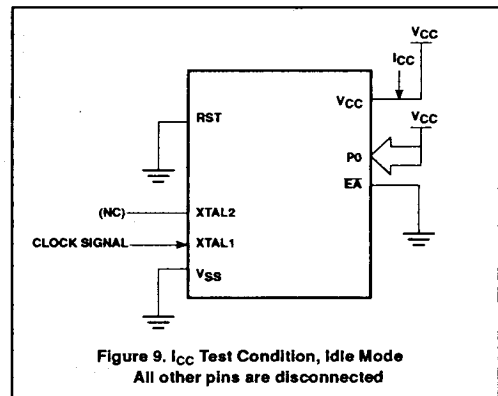 VCC
ICC
VCC
RST
VCC
P0
EA
(NC)
XTAL2
CLOCK SIGNAL
XTAL1
VSS
Figure 9. ICC Test Condition, Idle Mode
All other pins are disconnected